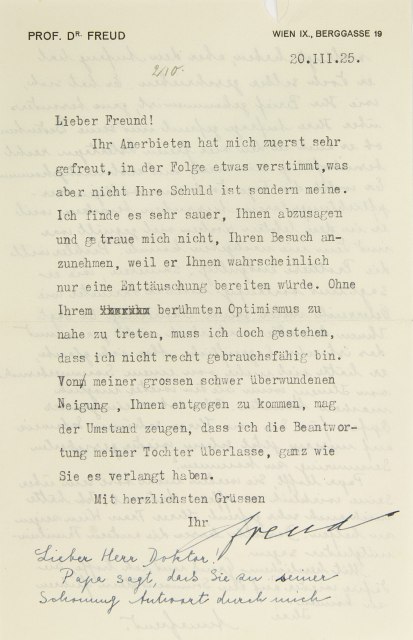 PROF. DR. FREUD
WIEN IX., BERGGASSE 19
20.III.25.
Lieber Freund!
Ihr Anerbieten hat mich zuerst sehr
gefreut, in der Folge etwas verstimmt,was
aber nicht Ihre Schuld ist sondern meine.
Ich finde es sehr sauer, Ihnen abzusagen
und getraue mich nicht, Ihren Besuch an-
zunehmen, weil er Ihnen wahrscheinlich
nur eine Enttäuschung bereiten würde. Ohne
Ihrem berühmten Optimismus zu
nahe zu treten, muss ich doch gestehen,
dass ich nicht recht gebrauchsfähig bin.
Von meiner grossen schwer überwundenen
Neigung , Ihnen entgegen zu kommen, mag
der Umstand zeugen, dass ich die Beantwor-
tung meiner Tochter überlasse, ganz wie
Sie es verlangt haben.
Mit herzlichsten Grüssen
Ihr Freud
Lieber Herr Doktor!
Papa sagt, daß Sie zu seiner
Schonung Antwort durch mich